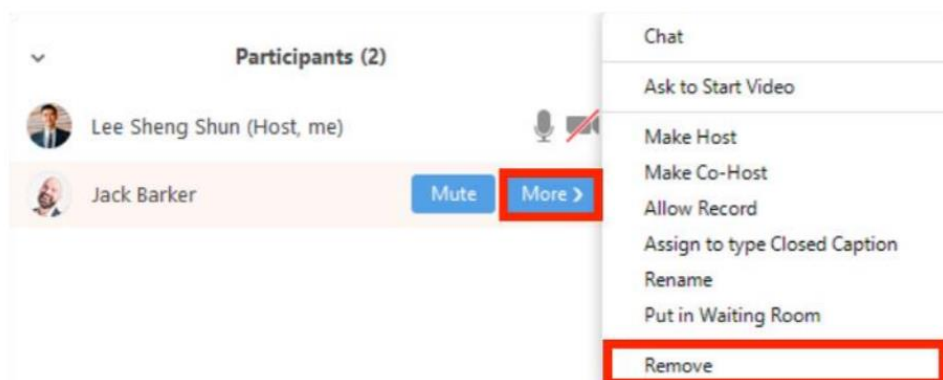 Participants (2)
Lee Sheng Shun (Host, me)
Jack Barker
Mute
More >
Chat
Ask to Start Video
Make Host
Make Co-Host
Allow Record
Assign to type Closed Caption
Rename
Put in Waiting Room
Remove